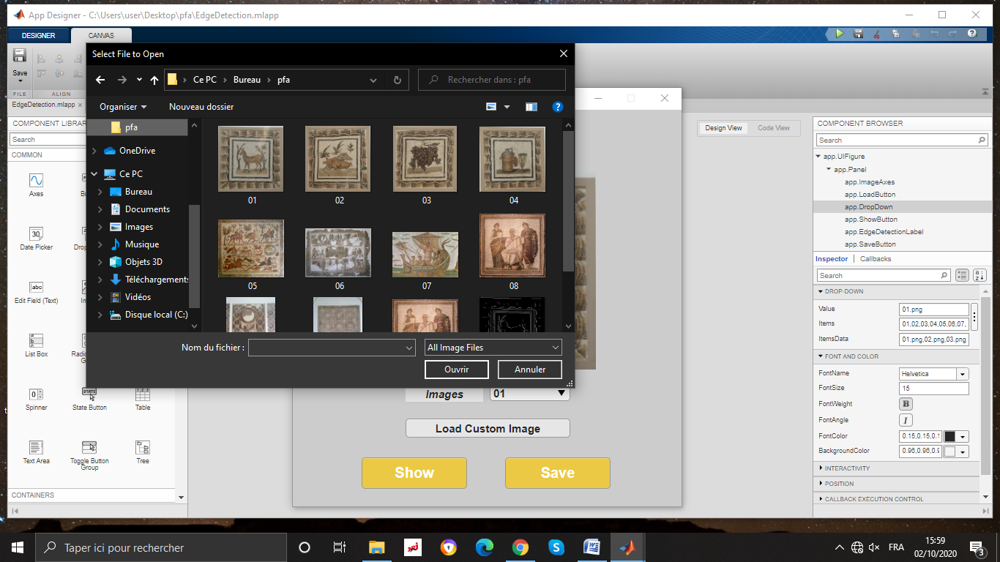 App Designer - C:\Users\user\Desktop\pfa\EdgeDetection.mlapp
DESIGNER
CANVAS
Save
FILE
ALIGN
EdgeDetection.mlapp
COMPONENT LIBRA
Search
COMMON
Axes
Date Picker
Edit Field (Text)
List Box
Spinner
State Button
Table
Text Area
Toggle Button
Group
Tree
CONTAINERS
Select File to Open
Ce PC
Bureau
pfa
Rechercher dans : pfa
Organiser
Nouveau dossier
pfa
OneDrive
Ce PC
Bureau
Documents
Images
Musique
Objets 3D
Téléchargements
Vidéos
Disque local (C:)
01
02
03
04
05
06
07
08
Nom du fichier :
All Image Files
Ouvrir
Annuler
Images
01
Load Custom Image
Show
Save
Design View
Code View
COMPONENT BROWSER
Search
app.UIFigure
app.Panel
app.ImageAxes
app.LoadButton
app.DropDown
app.ShowButton
app.EdgeDetectionLabel
app.SaveButton
Inspector
Callbacks
Search
DROP-DOWN
Value
01.png
Items
01,02,03,04,05,06,07,
ItemsData
01.png,02.png,03.png
FONT AND COLOR
FontName
Helvetica
FontSize
15
FontWeight
B
FontAngle
I
FontColor
0.15,0.15,0.1
BackgroundColor
0.96,0.96,0.9
INTERACTIVITY
POSITION
CALLBACK EXECUTION CONTROL
Taper ici pour rechercher
FRA
15:59
02/10/2020
3